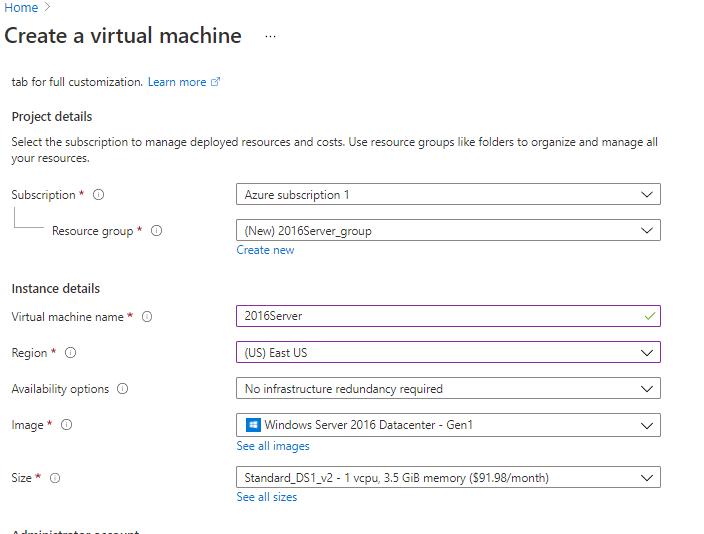 Home
Create a virtual machine ...
tab for full customization. Learn more
Project details
Select the subscription to manage deployed resources and costs. Use resource groups like folders to organize and manage all
your resources.
Subscription *
Azure subscription 1
Resource group *
(New) 2016Server_group
Create new
Instance details
Virtual machine name *
2016Server
Region *
(US) East US
Availability options
No infrastructure redundancy required
Image *
Windows Server 2016 Datacenter - Gen1
See all images
Size *
Standard_DS1_v2 - 1 vcpu, 3.5 GiB memory ($91.98/month)
See all sizes
Administrator account